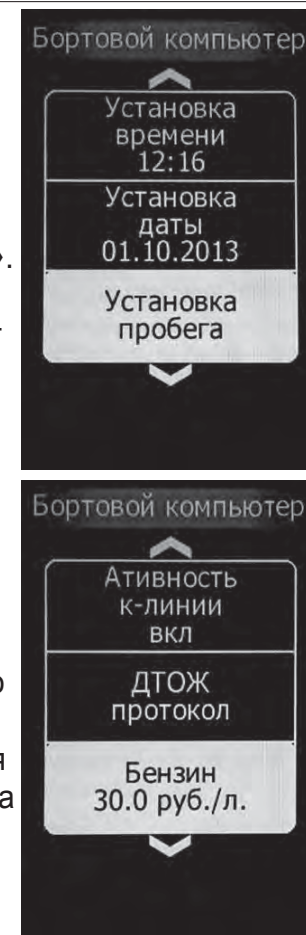 Бортовой компьютер
Установка
времени
12:16
Установка
даты
01.10.2013
».
Установка
пробега
Бортовой компьютер
Ативность
к-линии
вкл
ДТОЖ
протокол
я
Бензин
а
30.0 руб./л.